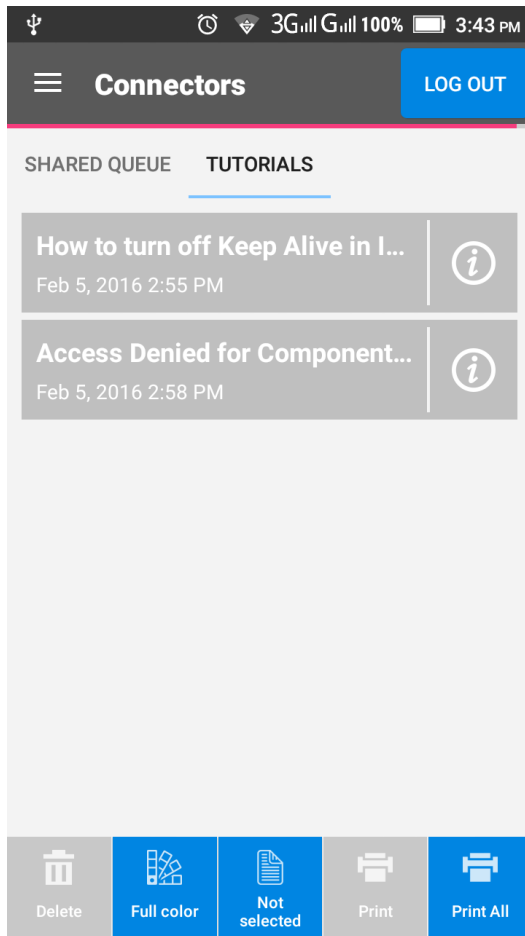 3G G 100% 3:43 PM
Connectors
LOG OUT
SHARED QUEUE TUTORIALS
How to turn off Keep Alive in I...
Feb 5, 2016 2:55 PM
Access Denied for Component...
Feb 5, 2016 2:58 PM
Delete
Full color
Not
selected
Print
Print All